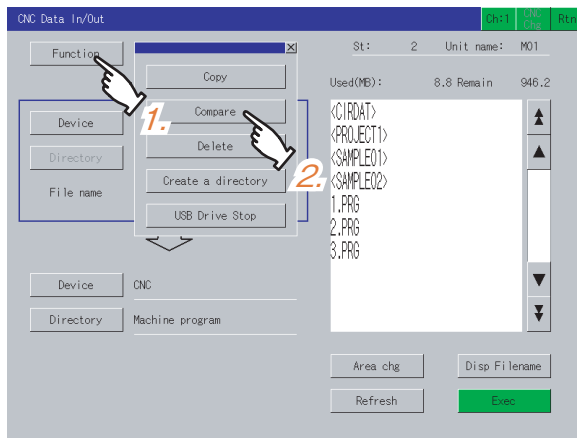 CNC Data In/Out Ch:1 CNC Chg Rtn
Function
Copy
1.
Compare
Delete
2.
Create a directory
USB Drive Stop
Device
Directory
File name
Device CNC
Directory Machine program
St: 2 Unit name: M01
Used(MB): 8.8 Remain 946.2
<CIRDAT>
<PROJECT1>
<SAMPLE01>
<SAMPLE02>
1.PRG
2.PRG
3.PRG
Area chg Disp Filename
Refresh Exec